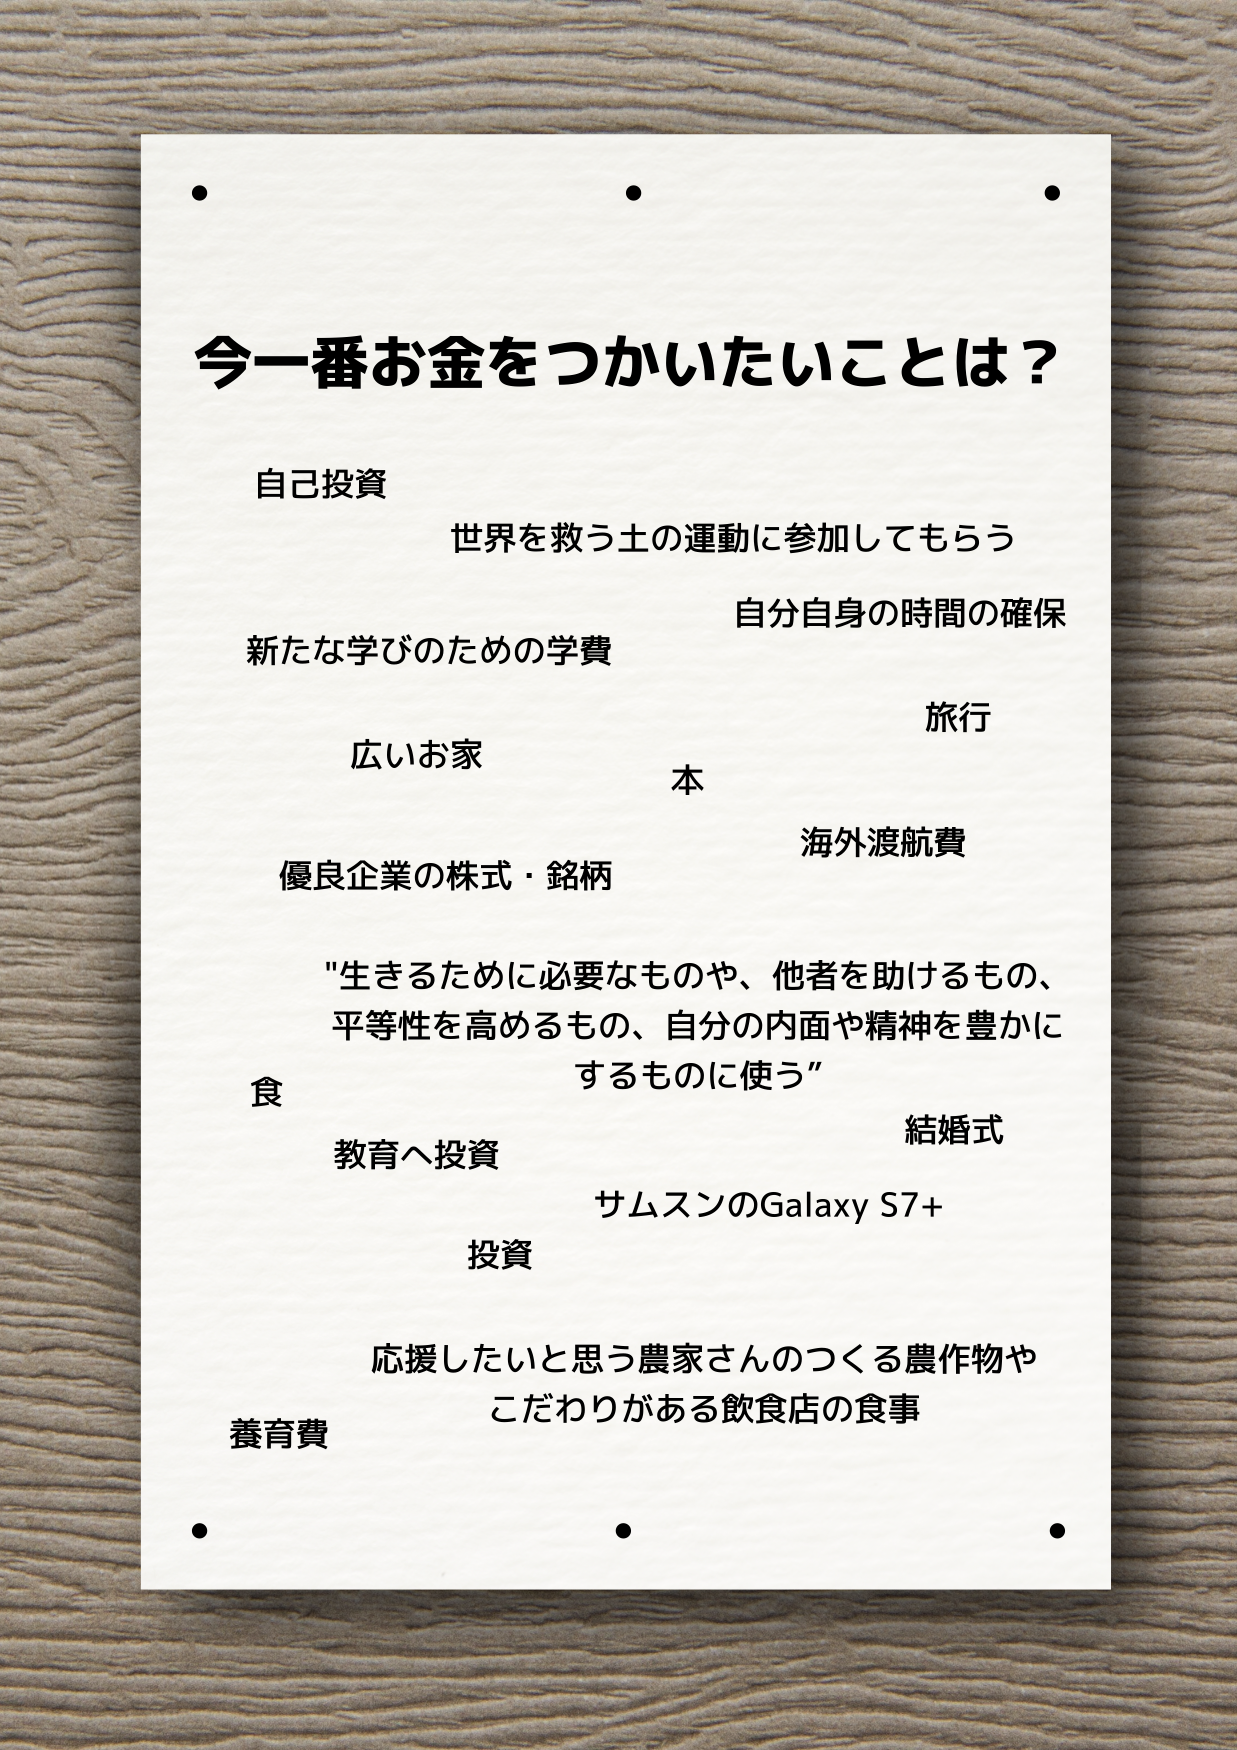 今一番お金をつかいたいことは？
自己投資
世界を救う土の運動に参加してもらう
自分自身の時間の確保
新たな学びのための学費
旅行
広いお家
本
海外渡航費
優良企業の株式・銘柄
"生きるために必要なものや、他者を助けるもの、
平等性を高めるもの、自分の内面や精神を豊かに
するものに使う”
食
結婚式
教育へ投資
サムスンのGalaxy S7+
投資
応援したいと思う農家さんのつくる農作物や
こだわりがある飲食店の食事
養育費